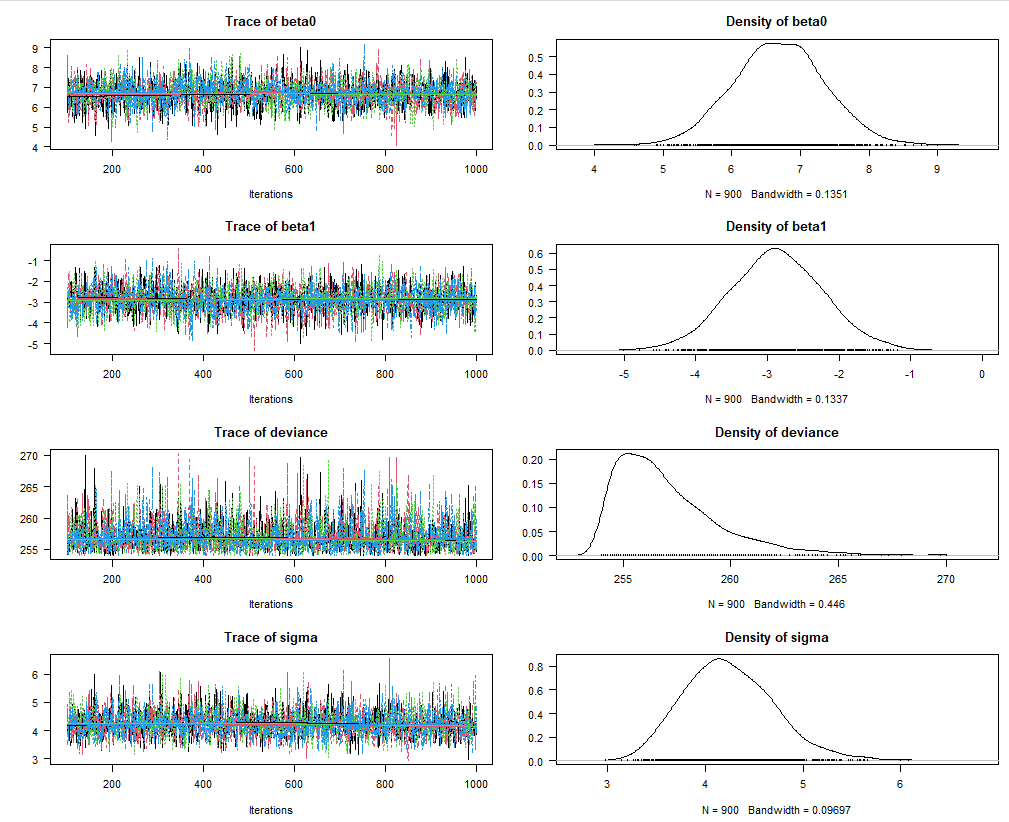 Trace of beta0
9
8
7
6
5
4
200 400 600 800 1000
Iterations
Density of beta0
0.5
0.4
0.3
0.2
0.1
0.0
4 5 6 7 8 9
N = 900 Bandwidth = 0.1351
Trace of beta1
-1
-2
-3
-4
-5
200 400 600 800 1000
Iterations
Density of beta1
0.6
0.5
0.4
0.3
0.2
0.1
0.0
-5 -4 -3 -2 -1 0
N = 900 Bandwidth = 0.1337
Trace of deviance
270
265
260
255
200 400 600 800 1000
Iterations
Density of deviance
0.20
0.15
0.10
0.05
0.00
255 260 265 270
N = 900 Bandwidth = 0.446
Trace of sigma
6
5
4
3
200 400 600 800 1000
Iterations
Density of sigma
0.8
0.6
0.4
0.2
0.0
3 4 5 6
N = 900 Bandwidth = 0.09697